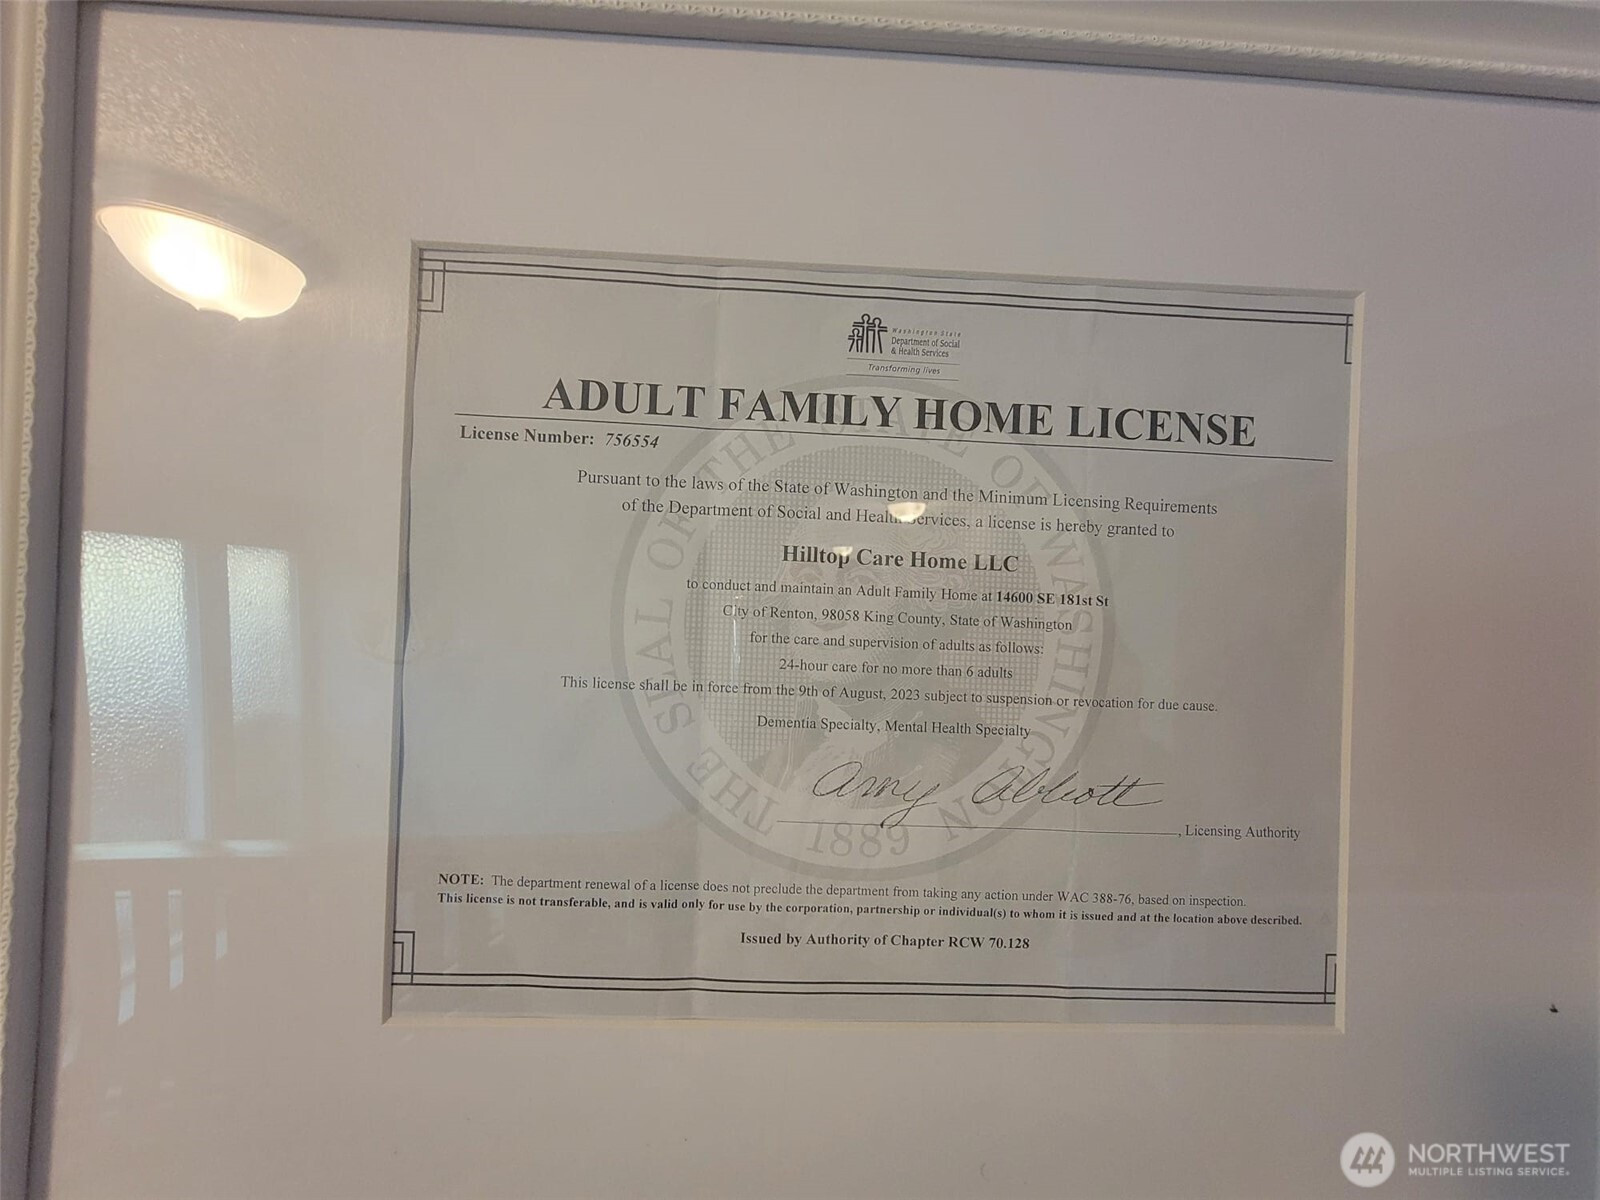 Washington State
Department of Social
& Health Services
Transforming lives
ADULT FAMILY HOME LICENSE
License Number: 756554
Pursuant to the laws of the State of Washington and the Minimum Licensing Requirements
of the Department of Social and Health Services, a license is hereby granted to
Hilltop Care Home LLC
to conduct and maintain an Adult Family Home at 14600 SE 181st St
City of Renton, 98058 King County, State of Washington
for the care and supervision of adults as follows:
24-hour care for no more than 6 adults
This license shall be in force from the 9th of August, 2023 subject to suspension or revocation for due cause.
Dementia Specialty, Mental Health Specialty
Amy Abbott
, Licensing Authority
THE SEAL OF THE STATE OF WASHINGTON
1889
NOTE: The department renewal of a license does not preclude the department from taking any action under WAC 388-76, based on inspection.
This license is not transferable, and is valid only for use by the corporation, partnership or individual(s) to whom it is issued and at the location above described.
Issued by Authority of Chapter RCW 70.128
NORTHWEST
MULTIPLE LISTING SERVICE®